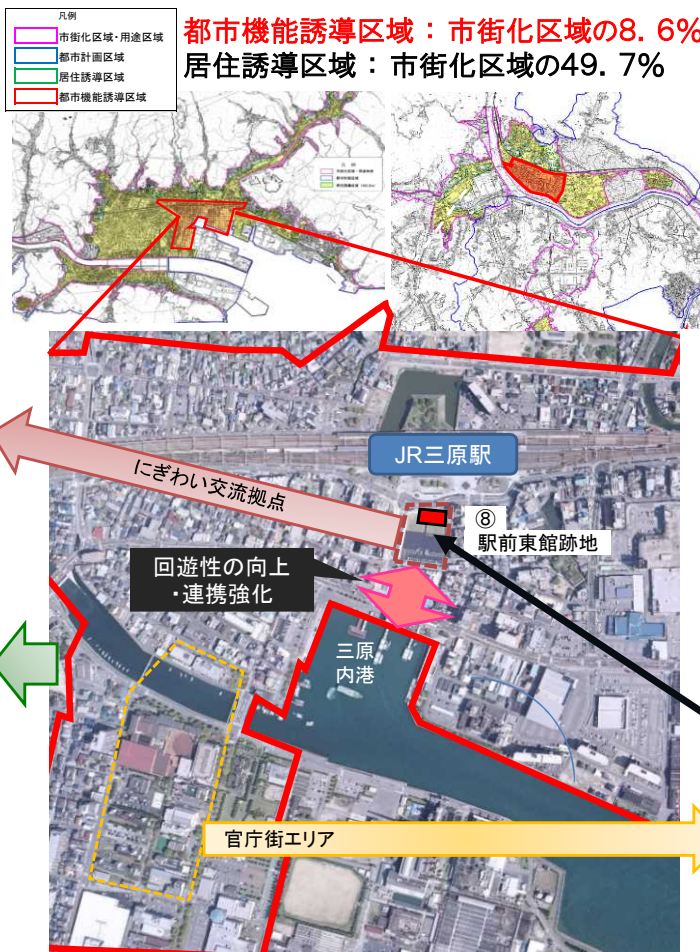 凡例
市街化区域・用途区域
都市計画区域
居住誘導区域
都市機能誘導区域
都市機能誘導区域：市街化区域の8．6%
居住誘導区域：市街化区域の49．7%
凡 例
JR三原駅
にぎわい交流拠点
⑧
駅前東館跡地
回遊性の向上
・連携強化
三原
内港
官庁街エリア